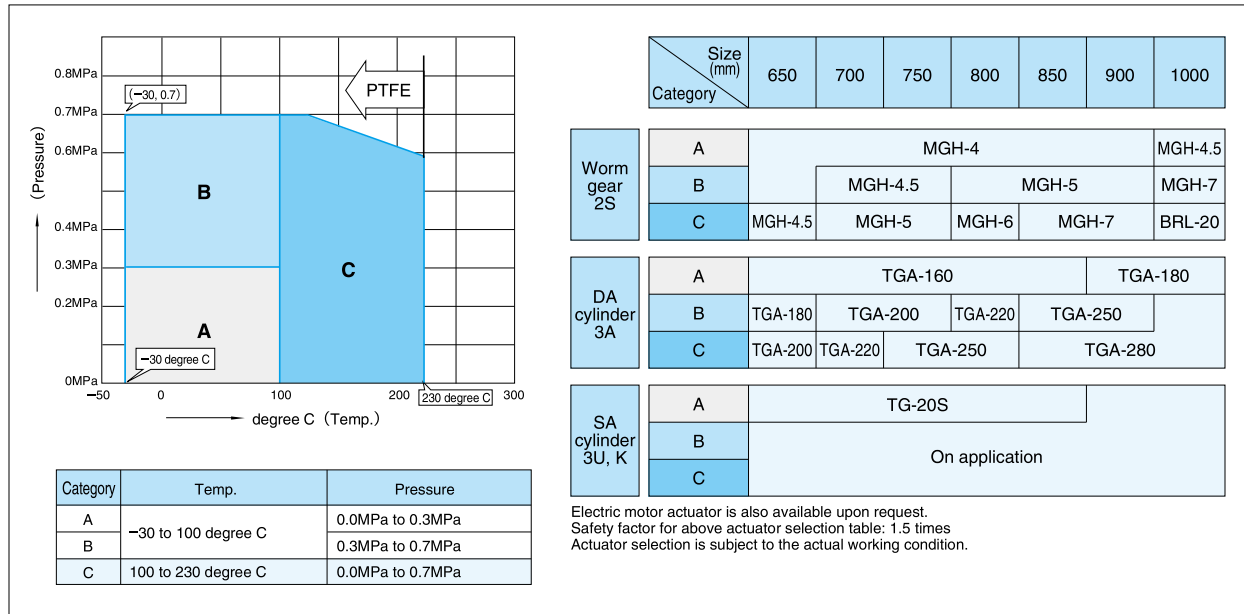 (Pressure)
0.8MPa
0.7MPa
0.6MPa
0.4MPa
0.3MPa
0.2MPa
0MPa
(−30, 0.7)
PTFE
B
C
A
−30 degree C
230 degree C
−50 0 100 200 300
degree C (Temp.)
Category Temp. Pressure
A −30 to 100 degree C 0.0MPa to 0.3MPa
B 0.3MPa to 0.7MPa
C 100 to 230 degree C 0.0MPa to 0.7MPa
Size
(mm)
Category
650 700 750 800 850 900 1000
Worm
gear
2S
A MGH-4 MGH-4.5
B MGH-4.5 MGH-5 MGH-7
C MGH-4.5 MGH-5 MGH-6 MGH-7 BRL-20
DA
cylinder
3A
A TGA-160 TGA-180
B TGA-180 TGA-200 TGA-220 TGA-250
C TGA-200 TGA-220 TGA-250 TGA-280
SA
cylinder
3U, K
A TG-20S
B
C
On application
Electric motor actuator is also available upon request.
Safety factor for above actuator selection table: 1.5 times
Actuator selection is subject to the actual working condition.